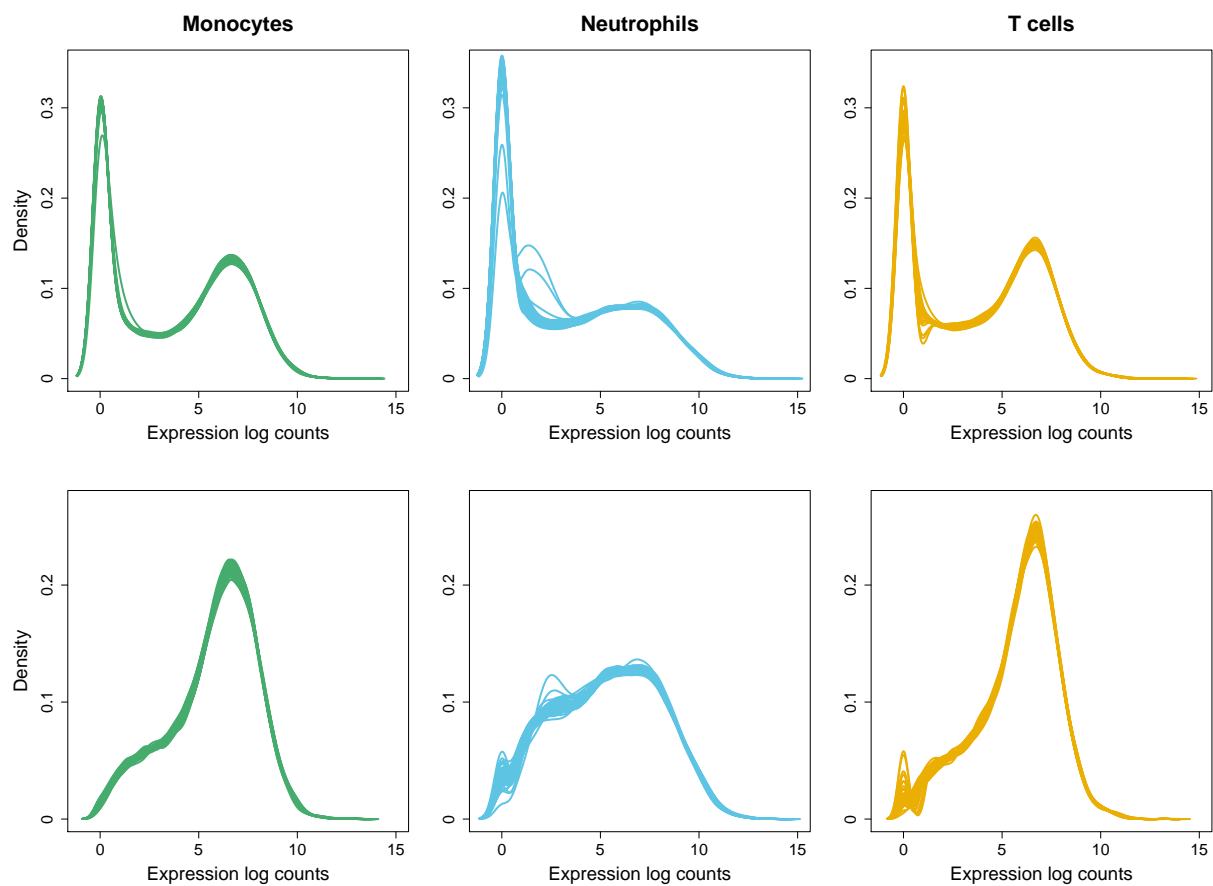 Monocytes Neutrophils T cells
Density
0 0.1 0.2 0.3
0 0.1 0.2 0.3
0 0.1 0.2 0.3
0 5 10 15
0 5 10 15
0 5 10 15
Expression log counts Expression log counts Expression log counts
Density
0 0.1 0.2
0 0.1 0.2
0 0.1 0.2
0 5 10 15
0 5 10 15
0 5 10 15
Expression log counts Expression log counts Expression log counts